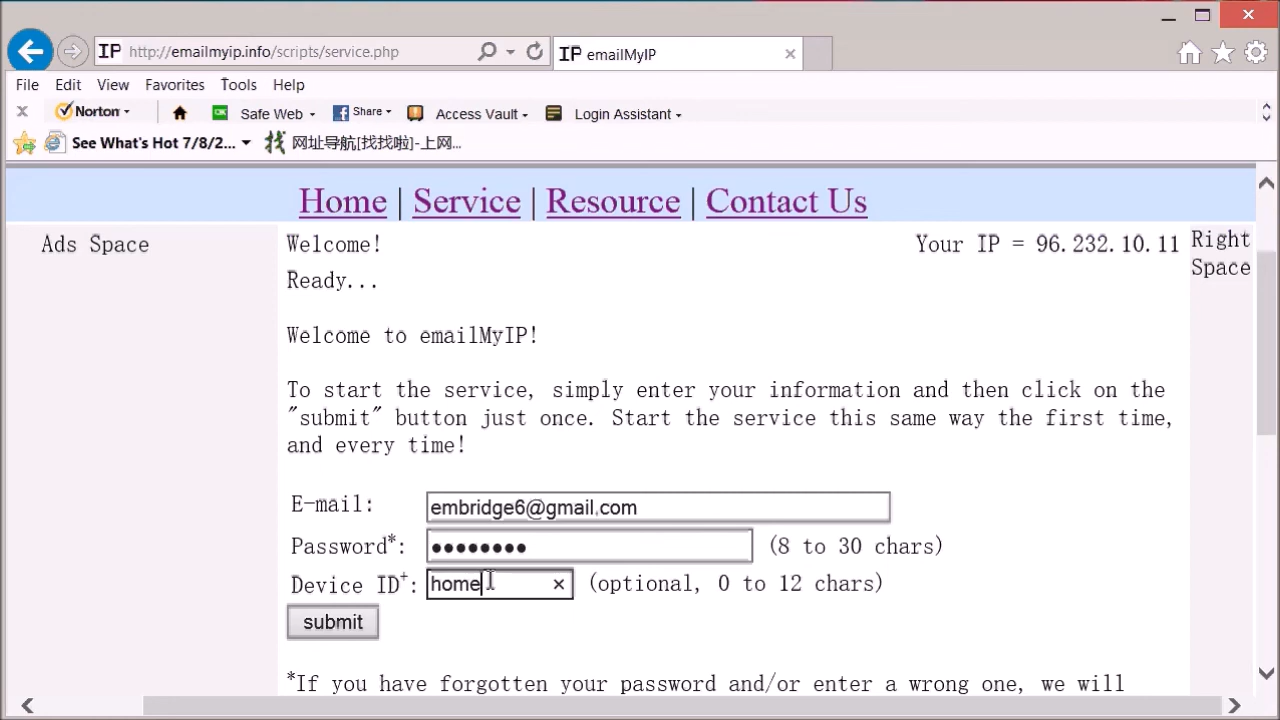 IP http://emailmyip.info/scripts/service.php
IP emailMyIP
File Edit View Favorites Tools Help
Norton Safe Web Share Access Vault Login Assistant
See What's Hot 7/8/2... 网址导航[找找啦]-上网...
Home | Service | Resource | Contact Us
Ads Space
Welcome!
Your IP = 96.232.10.11
Right
Space
Ready...
Welcome to emailMyIP!
To start the service, simply enter your information and then click on the
"submit" button just once. Start the service this same way the first time,
and every time!
E-mail: embridge6@gmail.com
Password*: ●●●●●●●● (8 to 30 chars)
Device ID+: home (optional, 0 to 12 chars)
submit
*If you have forgotten your password and/or enter a wrong one, we will